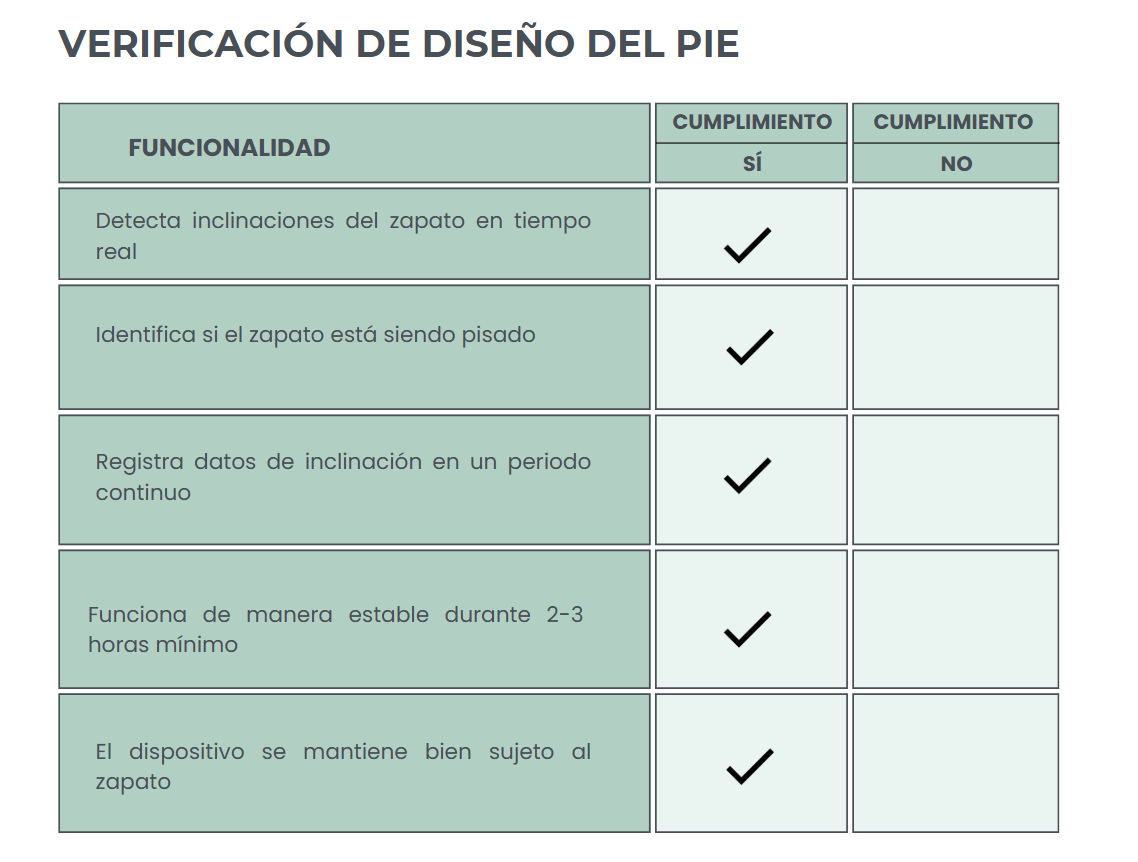 VERIFICACIÓN DE DISEÑO DEL PIE
FUNCIONALIDAD
CUMPLIMIENTO
CUMPLIMIENTO
SÍ
NO
Detecta inclinaciones del zapato en tiempo
real
Identifica si el zapato está siendo pisado
Registra datos de inclinación en un periodo
continuo
Funciona de manera estable durante 2-3
horas mínimo
El dispositivo se mantiene bien sujeto al
zapato